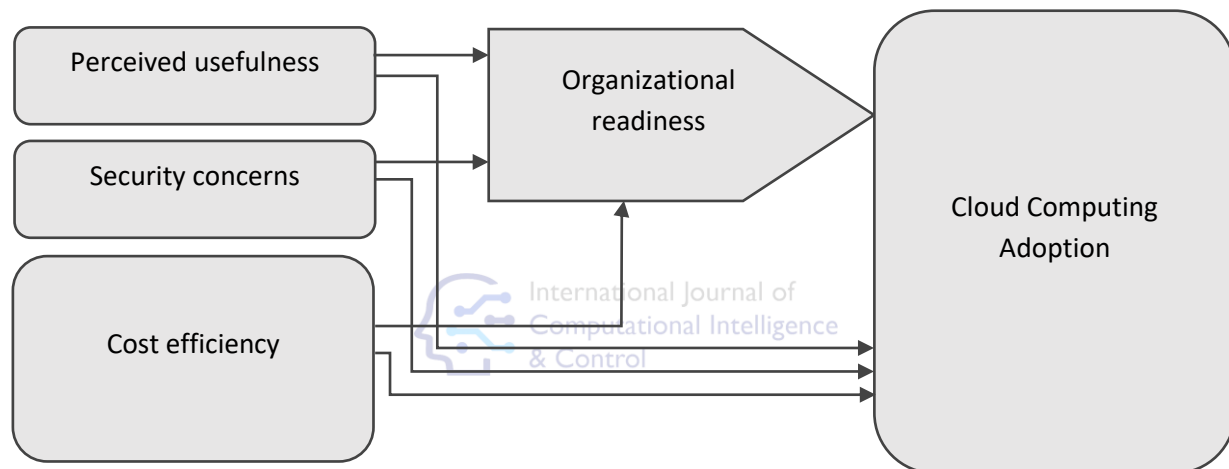 Perceived usefulness
Organizational
readiness
Security concerns
Cloud Computing
Adoption
Cost efficiency
International Journal of
Computational Intelligence
& Control